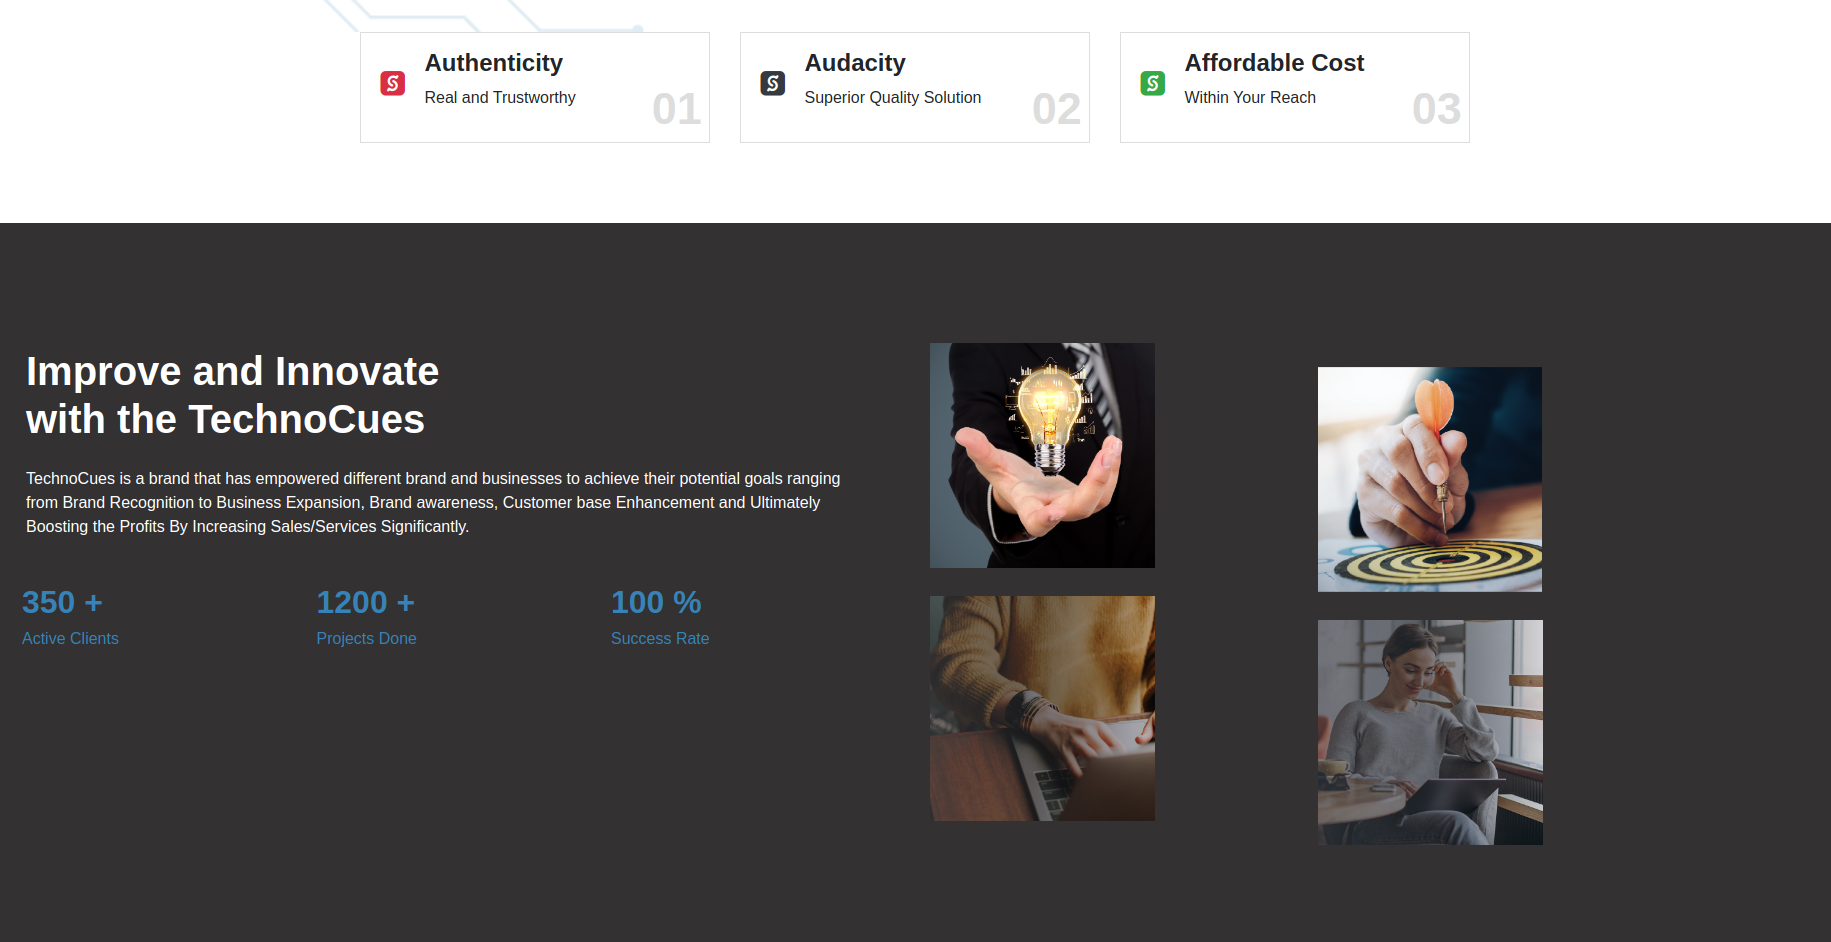 Authenticity
Real and Trustworthy
01
Audacity
Superior Quality Solution
02
Affordable Cost
Within Your Reach
03
Improve and Innovate
with the TechnoCues
TechnoCues is a brand that has empowered different brand and businesses to achieve their potential goals ranging
from Brand Recognition to Business Expansion, Brand awareness, Customer base Enhancement and Ultimately
Boosting the Profits By Increasing Sales/Services Significantly.
350 +
Active Clients
1200 +
Projects Done
100 %
Success Rate